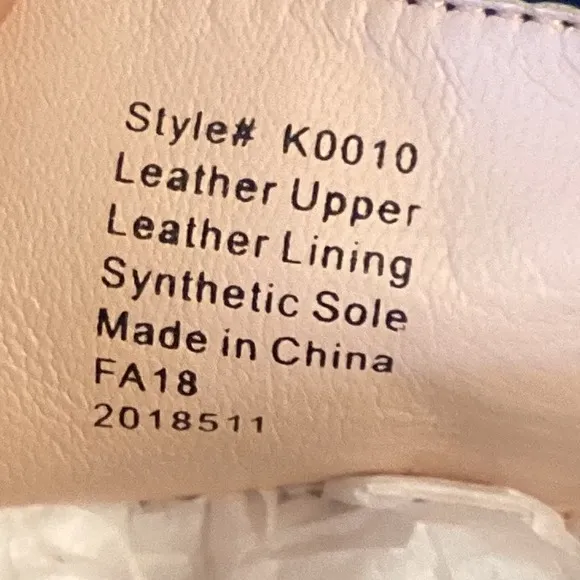 Style# K0010
Leather Upper
Leather Lining
Synthetic Sole
Made in China
FA18
2018511